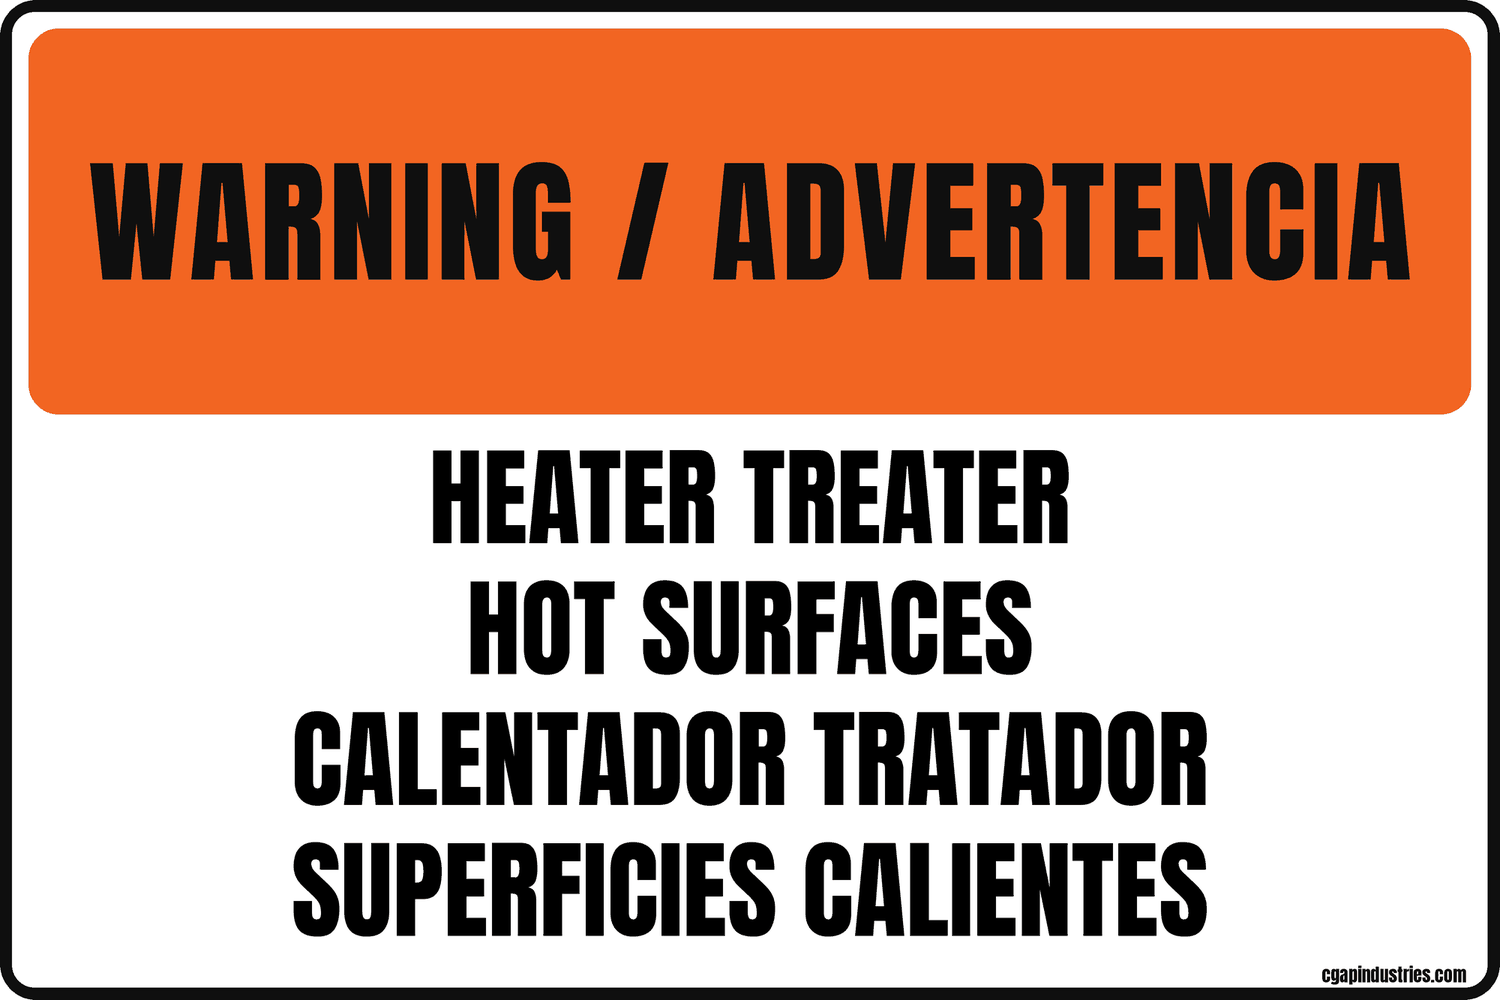 WARNING / ADVERTENCIA
HEATER TREATER
HOT SURFACES
CALENTADOR TRATADOR
SUPERFICIES CALIENTES
cgapindustries.com